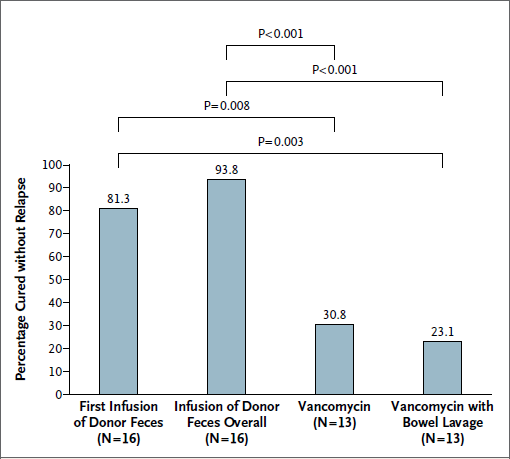 P<0.001
P<0.001
P=0.008
P=0.003
Percentage Cured without Relapse
100
90
80
70
60
50
40
30
20
10
0
81.3
93.8
30.8
23.1
First Infusion
of Donor Feces
(N=16)
Infusion of Donor
Feces Overall
(N=16)
Vancomycin
(N=13)
Vancomycin with
Bowel Lavage
(N=13)